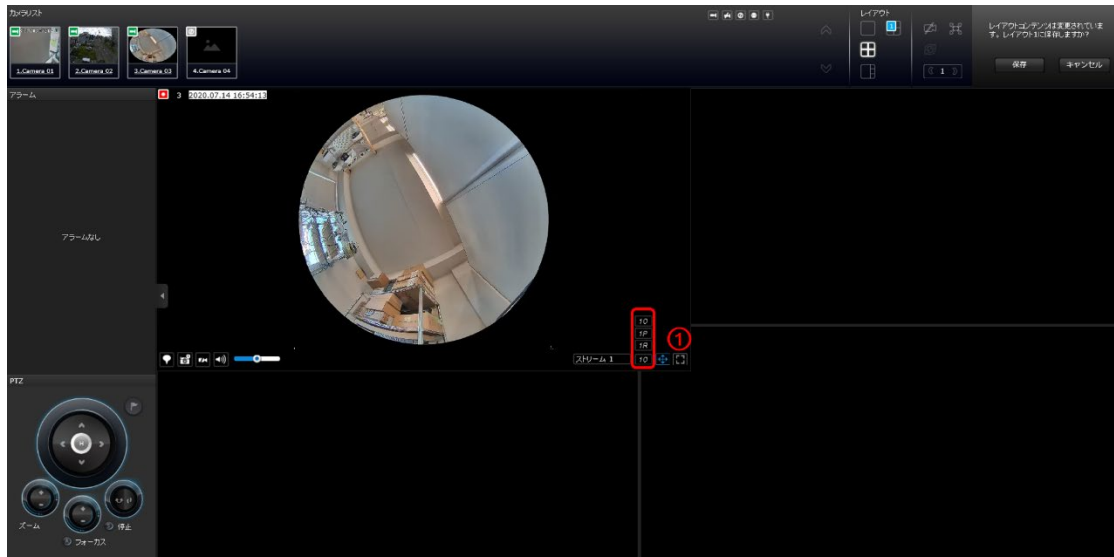 カメラリスト
1.Camera 01
2.Camera 02
3.Camera 03
4.Camera 04
レイアウト
1
1
レイアウトコンテンツは変更されていま
す。レイアウト1に保存しますか?
保存
キャンセル
アラーム
アラームなし
3 2020.07.14 16:54:13
1O
1P
1R
1O
①
ストリーム 1
PTZ
ズーム
停止
フォーカス